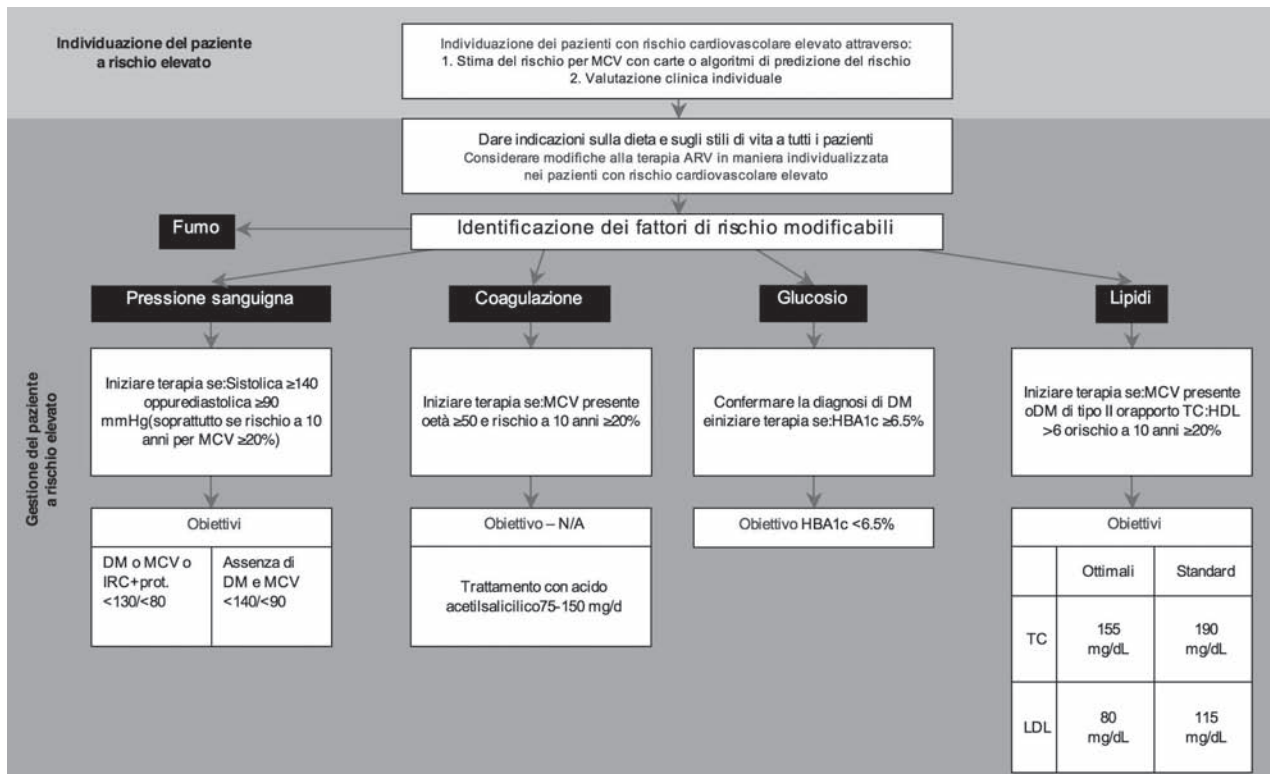 Individuazione del paziente
a rischio elevato
Individuazione dei pazienti con rischio cardiovascolare elevato attraverso:
1. Stima del rischio per MCV con carte o algoritmi di predizione del rischio
2. Valutazione clinica individuale
Gestione del paziente
a rischio elevato
Dare indicazioni sulla dieta e sugli stili di vita a tutti i pazienti
Considerare modifiche alla terapia ARV in maniera individualizzata
nei pazienti con rischio cardiovascolare elevato
Fumo
Identificazione dei fattori di rischio modificabili
Pressione sanguigna
Coagulazione
Glucosio
Lipidi
Iniziare terapia se:Sistolica ≥140
oppurediastolica ≥90
mmHg(soprattutto se rischio a 10
anni per MCV ≥20%)
Iniziare terapia se:MCV presente
oetà ≥50 e rischio a 10 anni ≥20%
Confermare la diagnosi di DM
einiziare terapia se:HBA1c ≥6.5%
Iniziare terapia se:MCV presente
oDM di tipo II orapporto TC:HDL
>6 orischio a 10 anni ≥20%
Obiettivi
DM o MCV o
IRC+prot.
<130/<80
Assenza di
DM e MCV
<140/<90
Obiettivo – N/A
Trattamento con acido
acetilsalicilico75-150 mg/d
Obiettivo HBA1c <6.5%
Obiettivi
Ottimali
Standard
TC
155
mg/dL
190
mg/dL
LDL
80
mg/dL
115
mg/dL